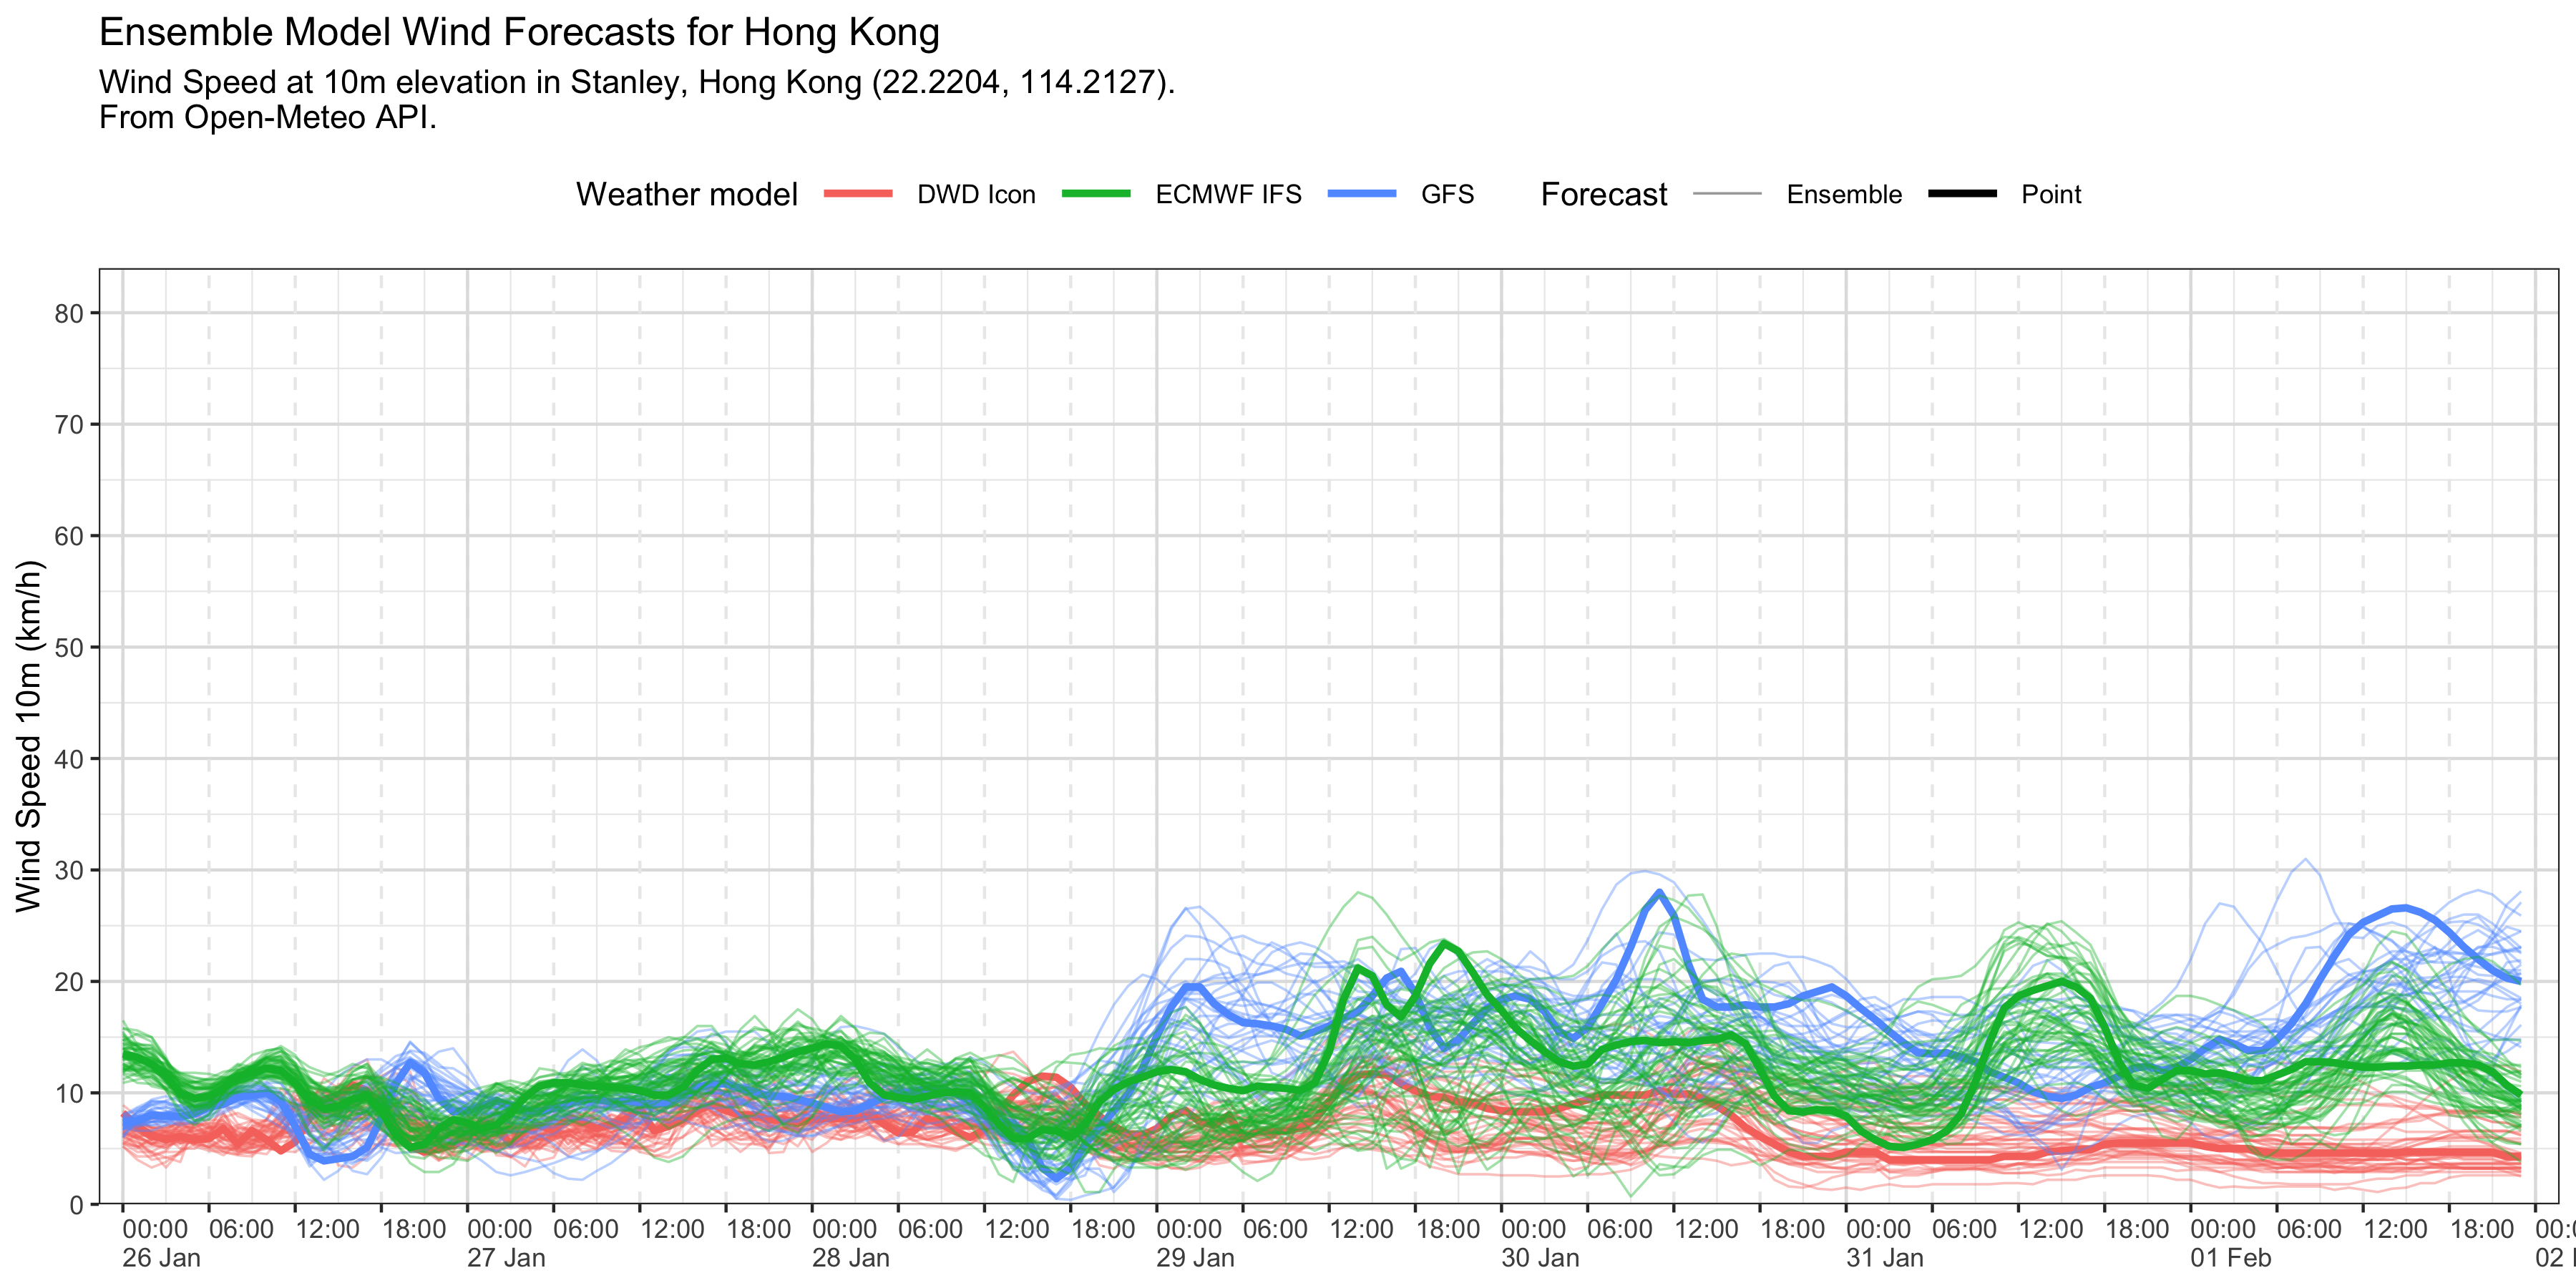 Ensemble Model Wind Forecasts for Hong Kong
Wind Speed at 10m elevation in Stanley, Hong Kong (22.2204, 114.2127).
From Open-Meteo API.
Weather model DWD Icon ECMWF IFS GFS Forecast Ensemble Point
Wind Speed 10m (km/h)
80
70
60
50
40
30
20
10
0
00:00 06:00 12:00 18:00 00:00 06:00 12:00 18:00 00:00 06:00 12:00 18:00 00:00 06:00 12:00 18:00 00:00 06:00 12:00 18:00 00:00 06:00 12:00 18:00 00:00 06:00 12:00 18:00
26 Jan 27 Jan 28 Jan 29 Jan 30 Jan 31 Jan 01 Feb 02